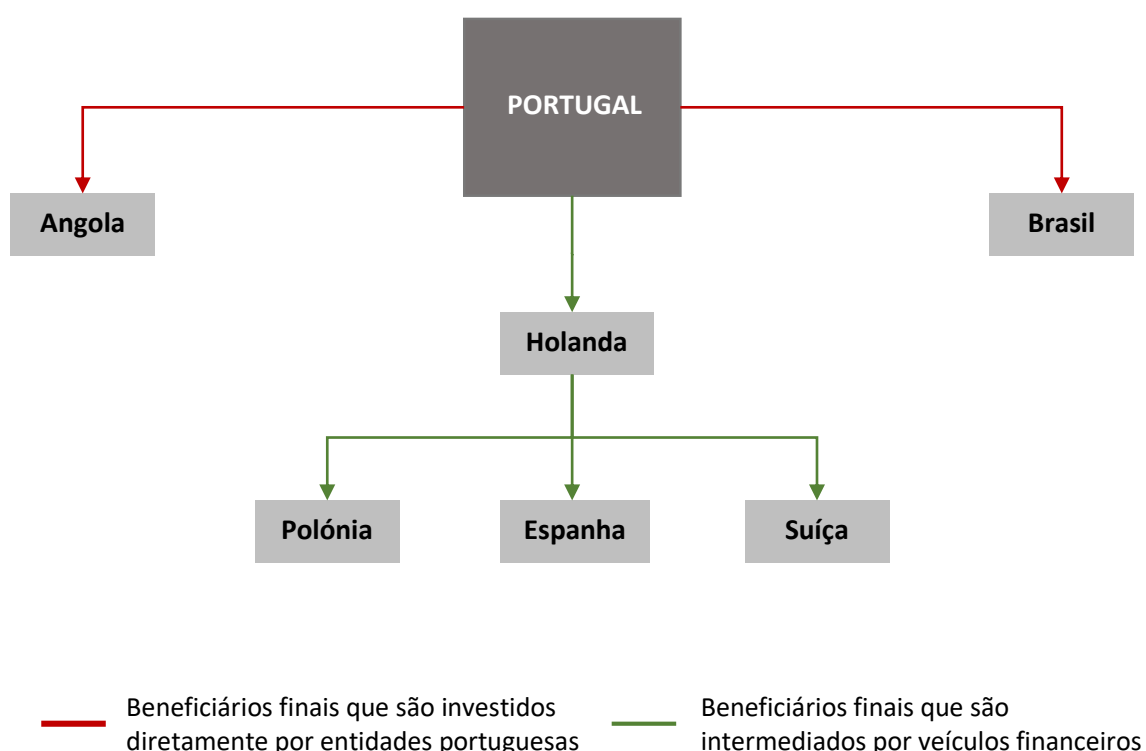 PORTUGAL
Angola
Brasil
Holanda
Polónia
Espanha
Suíça
Beneficiários finais que são investidos
diretamente por entidades portuguesas
Beneficiários finais que são
intermediados por veículos financeiros